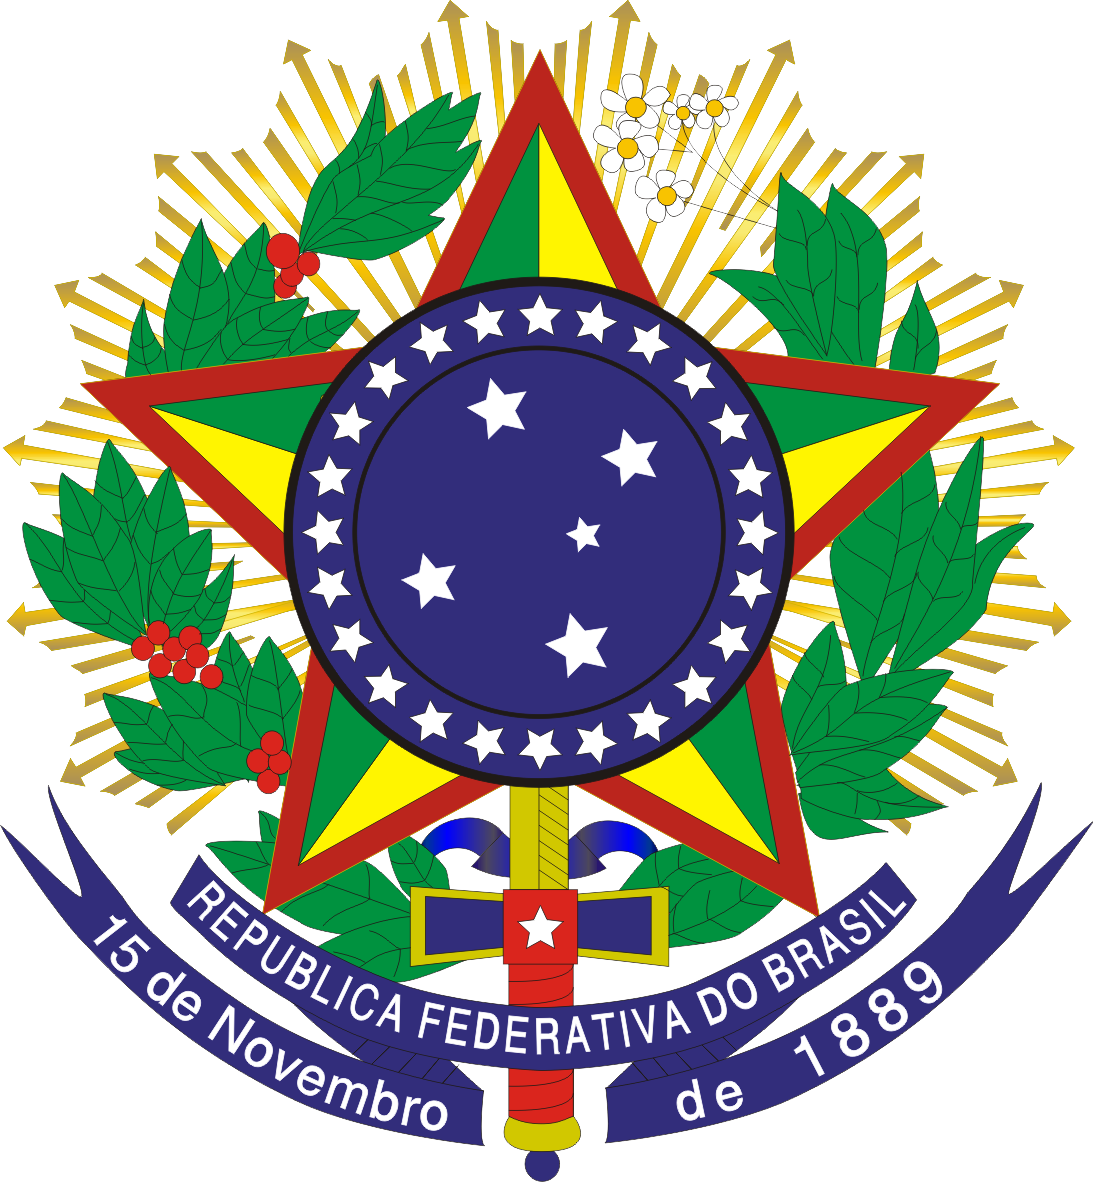 REPUBLICA FEDERATIVA DO BRASIL
15 de Novembro de 1889